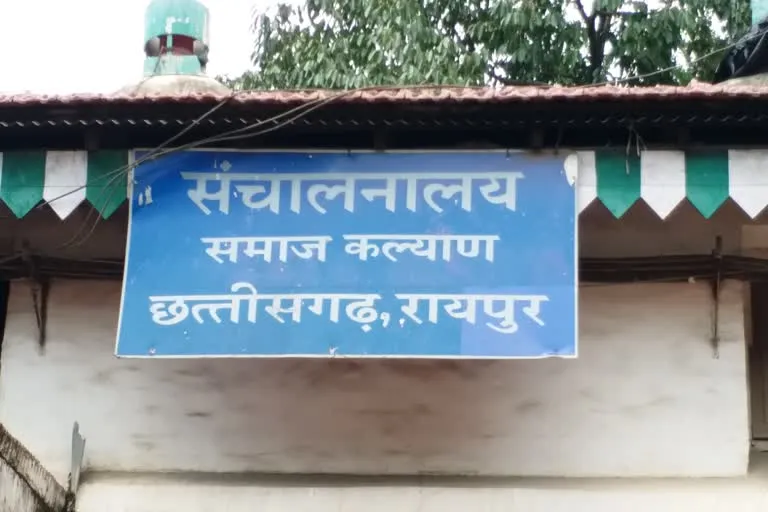 संचालनालय
समाज कल्याण
छत्तीसगढ़, रायपुर